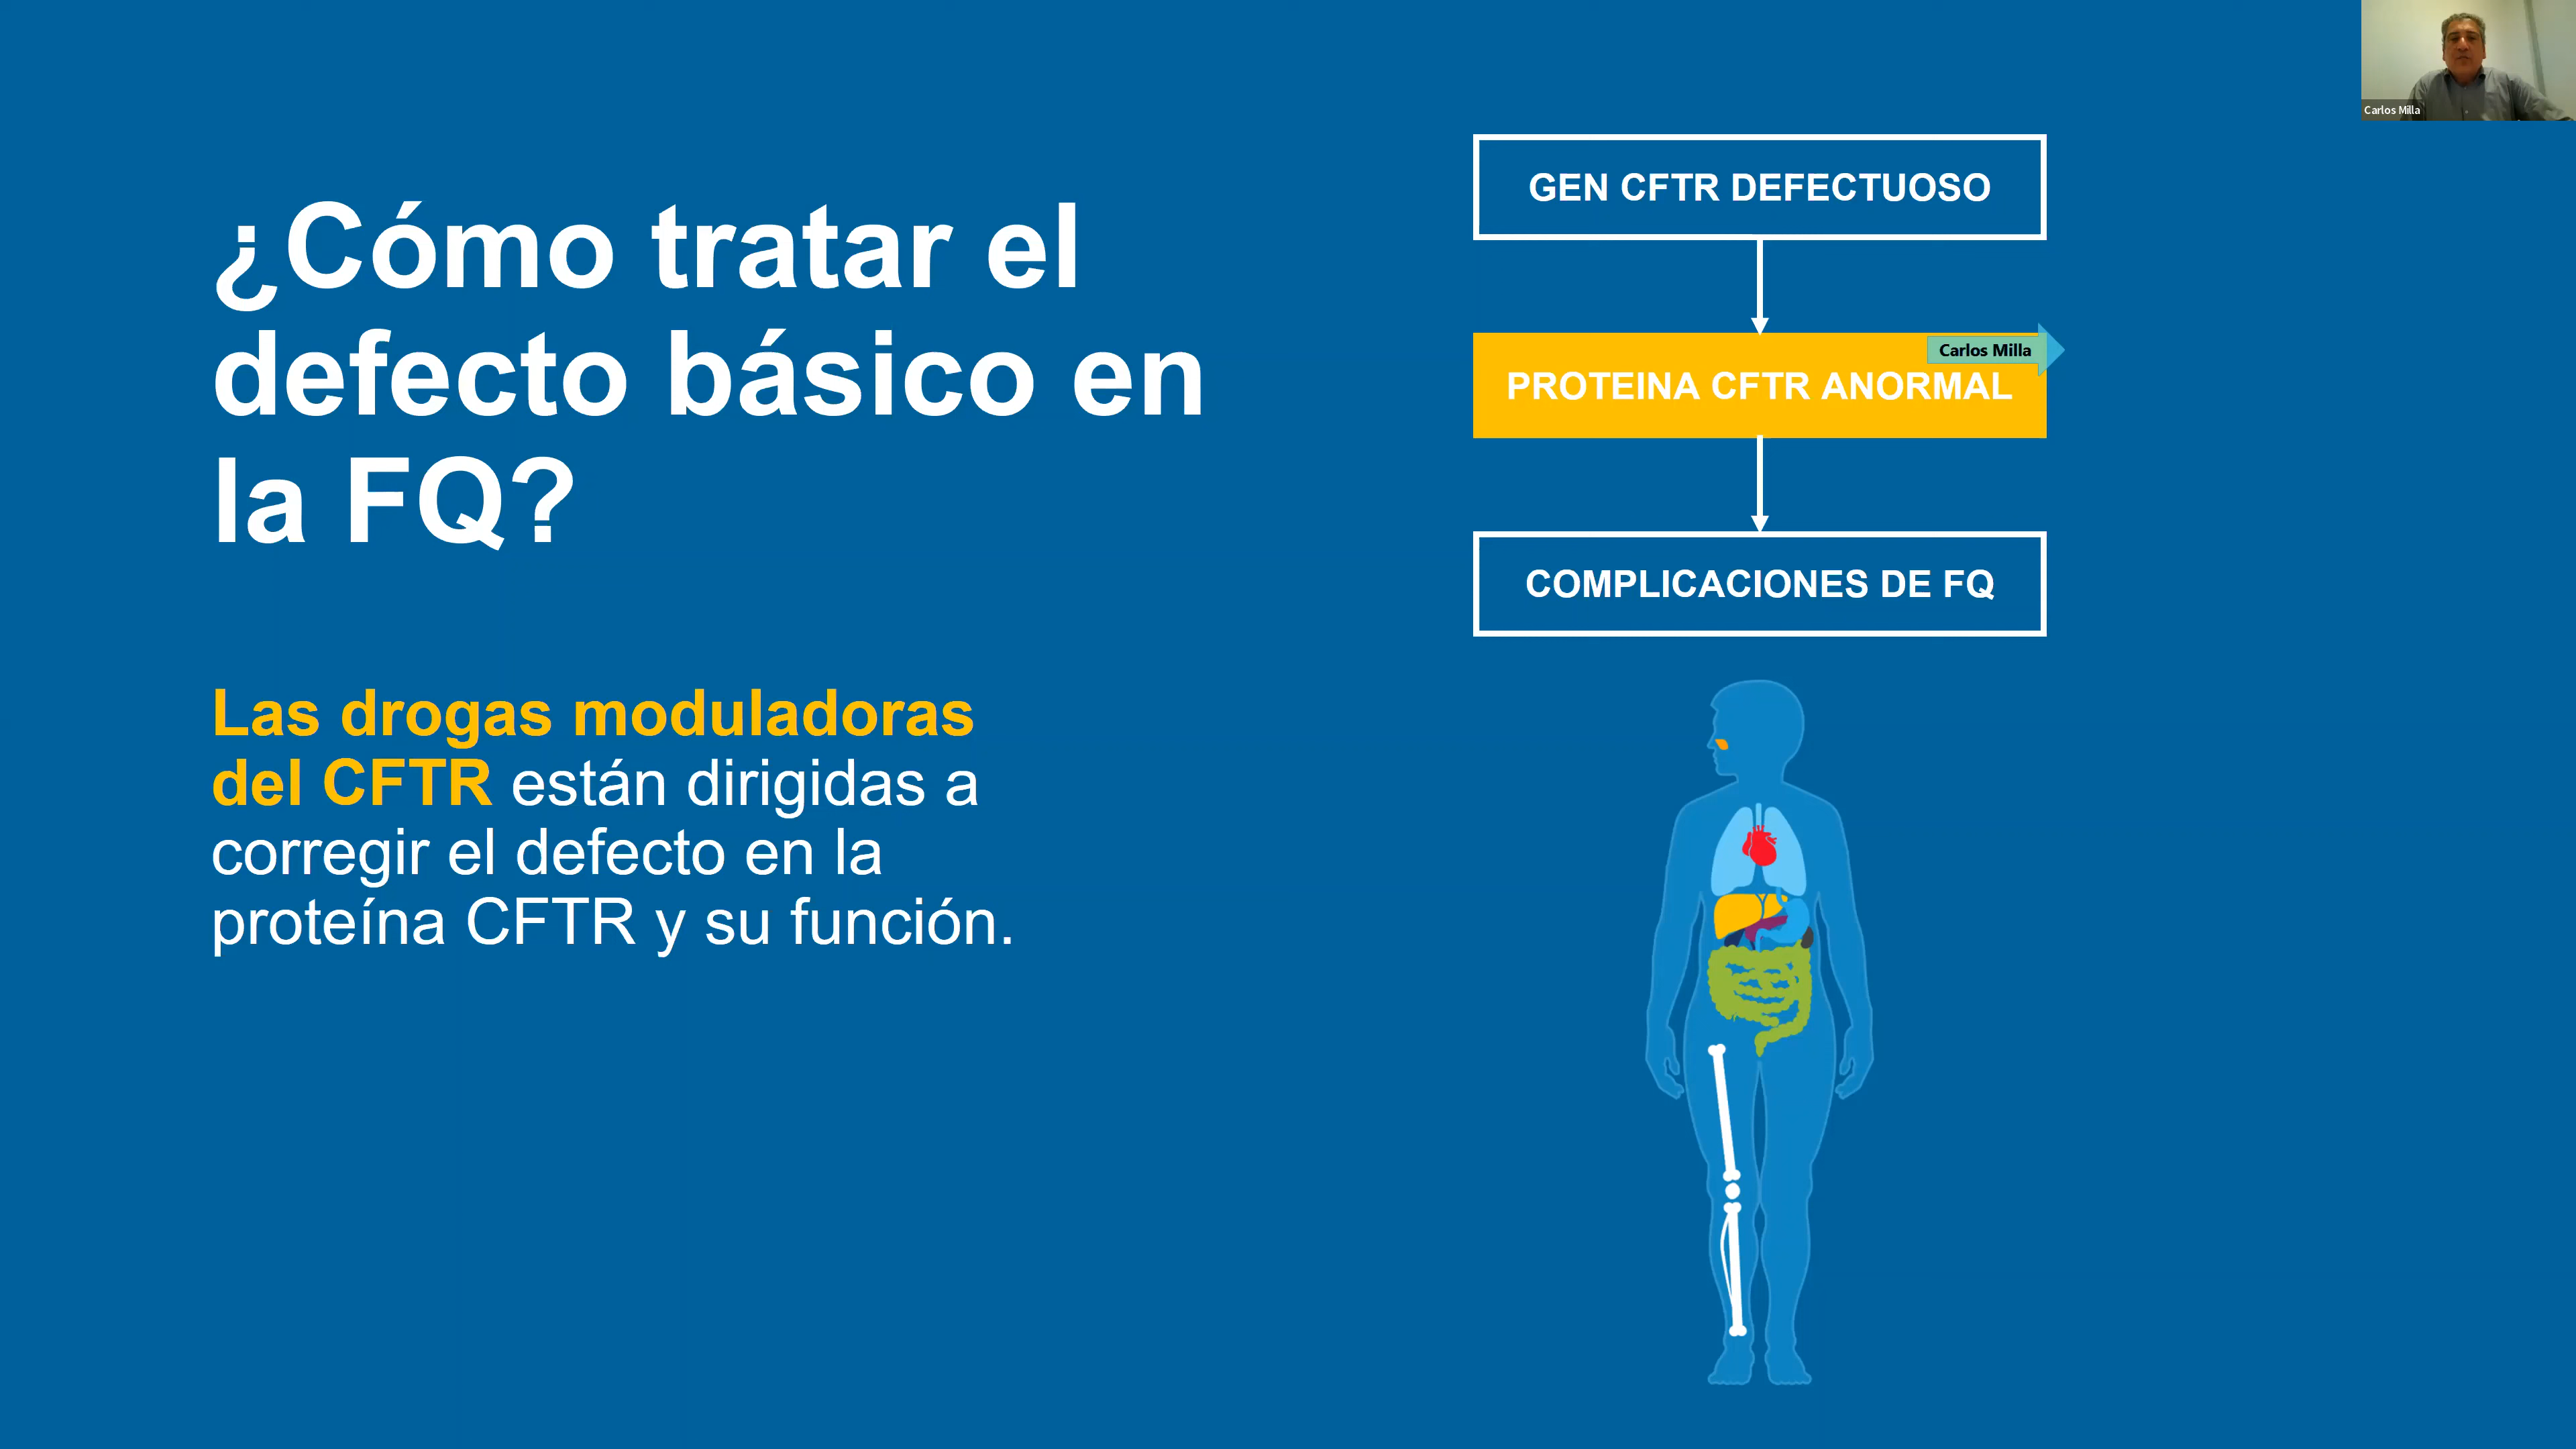 ¿Cómo tratar el
defecto básico en
la FQ?
Las drogas moduladoras
del CFTR están dirigidas a
corregir el defecto en la
proteína CFTR y su función.
GEN CFTR DEFECTUOSO
Carlos Milla
PROTEINA CFTR ANORMAL
COMPLICACIONES DE FQ
Carlos Milla